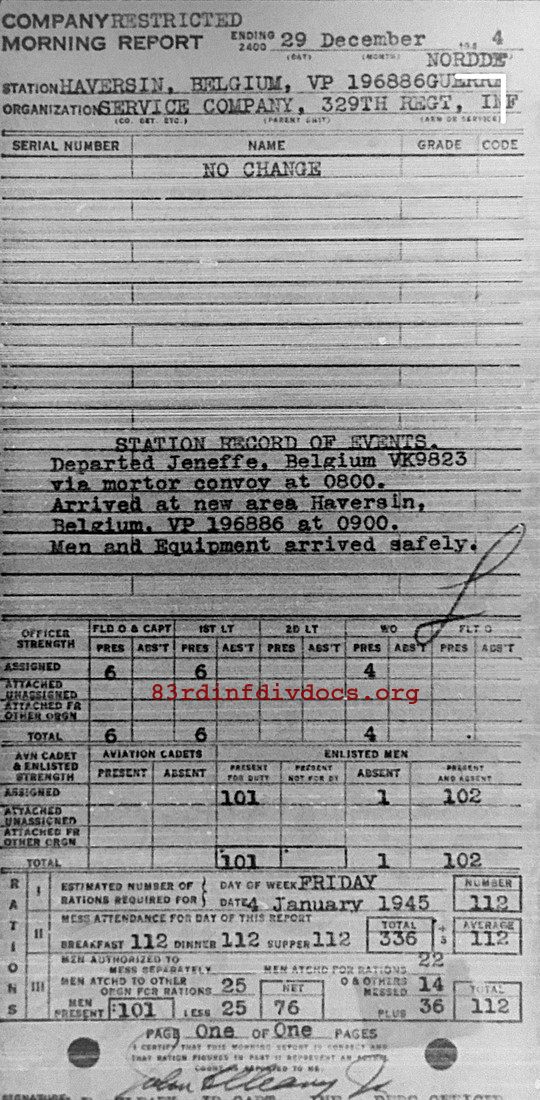 COMPANY RESTRICTED
MORNING REPORT ENDING 2400 29 December 194 4
(DAY) (MONTH)
NORDDE
STATION HAVERSIN, BELGIUM, VP 196886 GUERRE
ORGANIZATION SERVICE COMPANY, 329TH REGT, INF
(CO. DET. ETC.) (PARENT UNIT) (ARM OR SERVICE)
SERIAL NUMBER NAME GRADE CODE
NO CHANGE
STATION RECORD OF EVENTS.
Departed Jeneffe, Belgium VK9823
via mortor convoy at 0800.
Arrived at new area Haversin,
Belgium. VP 196886 at 0900.
Men and Equipment arrived safely.
OFFICER STRENGTH FLD O & CAPT 1ST LT 2D LT WO FLT O
PRES ABS'T PRES ABS'T PRES ABS'T PRES ABS'T PRES ABS'T
ASSIGNED 6 6 4
ATTACHED UNASSIGNED
83rdinfdivdocs.org
ATTACHED FR OTHER ORGN
TOTAL 6 6 4
AVN CADET & ENLISTED STRENGTH AVIATION CADETS ENLISTED MEN
PRESENT ABSENT PRESENT FOR DUTY PRESENT NOT FOR DY ABSENT PRESENT AND ABSENT
ASSIGNED 101 1 102
ATTACHED UNASSIGNED
ATTACHED FR OTHER ORGN
TOTAL 101 1 102
RATIONS
I ESTIMATED NUMBER OF RATIONS REQUIRED FOR DAY OF WEEK FRIDAY NUMBER
DATE 4 January 1945 112
II MESS ATTENDANCE FOR DAY OF THIS REPORT TOTAL AVERAGE
BREAKFAST 112 DINNER 112 SUPPER 112 336 ÷ 3 112
III MEN AUTHORIZED TO MESS SEPARATELY MEN ATCHD FOR RATIONS 22
MEN ATCHD TO OTHER ORGN FOR RATIONS 25 NET O & OTHERS MESSED 14 TOTAL
MEN PRESENT 101 LESS 25 76 PLUS 36 112
PAGE One OF One PAGES
I CERTIFY THAT THIS MORNING REPORT IS CORRECT AND
THAT RATION FIGURES IN PART II REPRESENT AN ACTUAL
COUNT AS REPORTED TO ME.
SIGNATURE